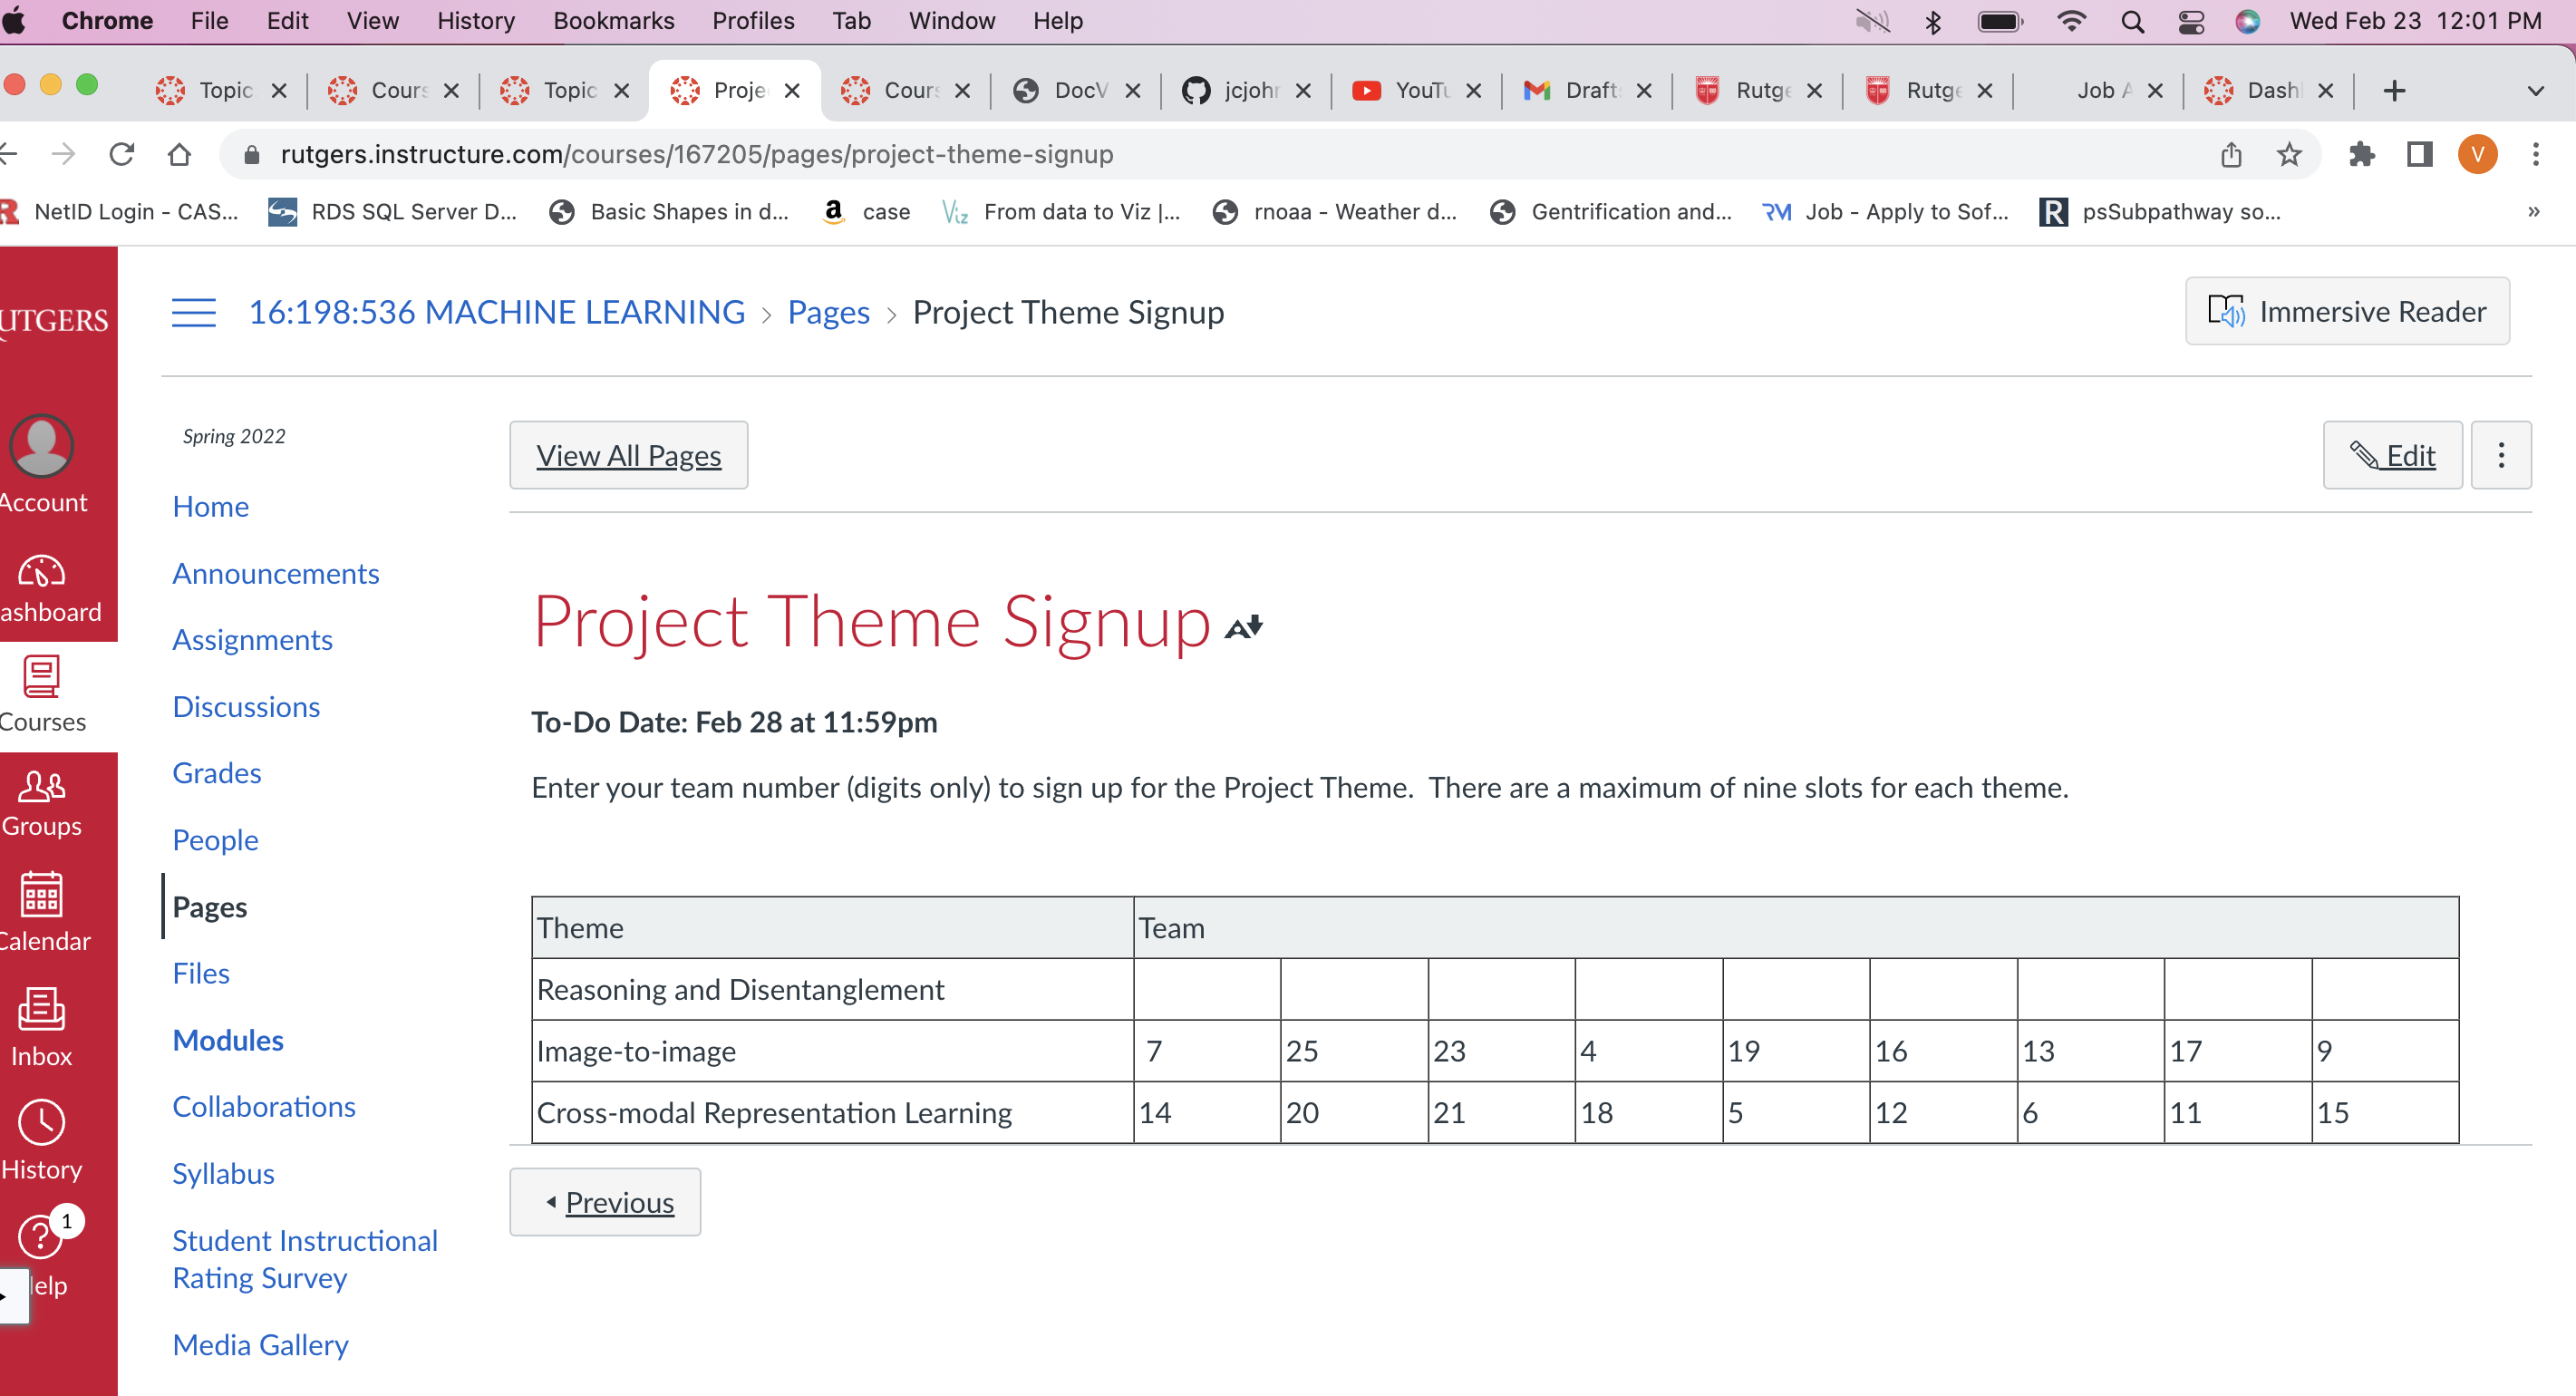 Chrome File Edit View History Bookmarks Profiles Tab Window Help Wed Feb 23 12:01 PM
Topic Cours Topic Proje Cours DocV jcjohr YouTu Draft Rutge Rutge Job A Dash
rutgers.instructure.com/courses/167205/pages/project-theme-signup V
NetID Login - CAS... RDS SQL Server D... Basic Shapes in d... case From data to Viz |... rnoaa - Weather d... Gentrification and... Job - Apply to Sof... psSubpathway so... »
RUTGERS
16:198:536 MACHINE LEARNING > Pages > Project Theme Signup
Immersive Reader
Account
ashboard
Courses
Groups
Calendar
Inbox
History
1
elp
Spring 2022
Home
Announcements
Assignments
Discussions
Grades
People
Pages
Files
Modules
Collaborations
Syllabus
Student Instructional
Rating Survey
Media Gallery
View All Pages
Edit
Project Theme Signup
To-Do Date: Feb 28 at 11:59pm
Enter your team number (digits only) to sign up for the Project Theme. There are a maximum of nine slots for each theme.
Theme Team
Reasoning and Disentanglement
Image-to-image 7 25 23 4 19 16 13 17 9
Cross-modal Representation Learning 14 20 21 18 5 12 6 11 15
Previous